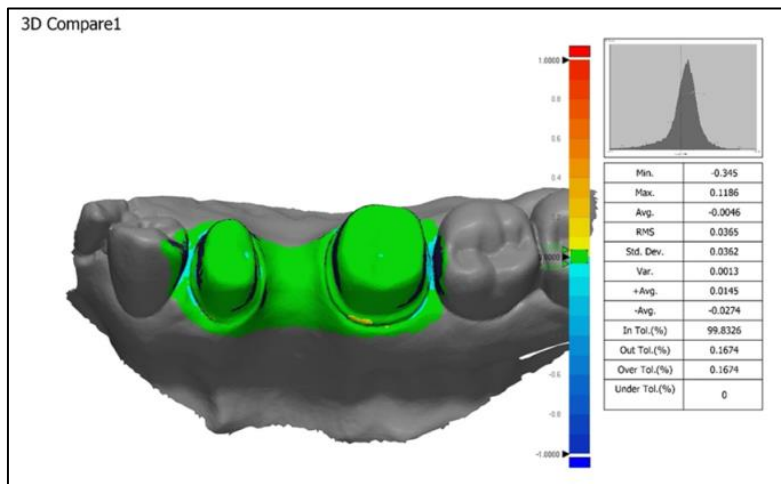 3D Compare1
1.0000
0.8
0.6
0.4
-0.6
-0.8
-1.0000
Min. -0.345
Max. 0.1186
Avg. -0.0046
RMS 0.0365
Std. Dev. 0.0362
Var. 0.0013
+Avg. 0.0145
-Avg. -0.0274
In Tol.(%) 99.8326
Out Tol.(%) 0.1674
Over Tol.(%) 0.1674
Under Tol.(%) 0